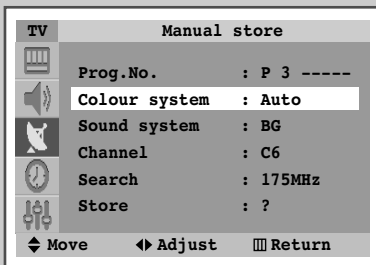 TV Manual store
Prog.No. : P 3 -----
Colour system : Auto
Sound system : BG
Channel : C6
Search : 175MHz
Store : ?
Move Adjust Return